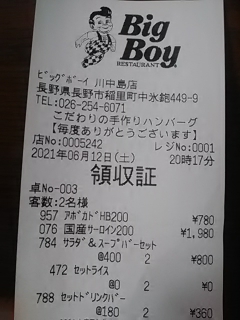 Big Boy
RESTAURANT
ビッグボーイ 川中島店
長野県長野市稲里町中氷鉋449-9
TEL:026-254-6071
こだわりの手作りハンバーグ
【毎度ありがとうございます】
店No:0005242 レジNo:0001
2021年06月12日(土) 20時17分
領収証
卓No-003
客数:2名様
957 アボカドHB200 ¥780
076 国産サーロイン200 ¥1,980
784 サラダ&スープバーセット
@400 2 ¥800
472 セットライス
@0 2 ¥0
788 セットドリンクバー
@180 2 ¥360